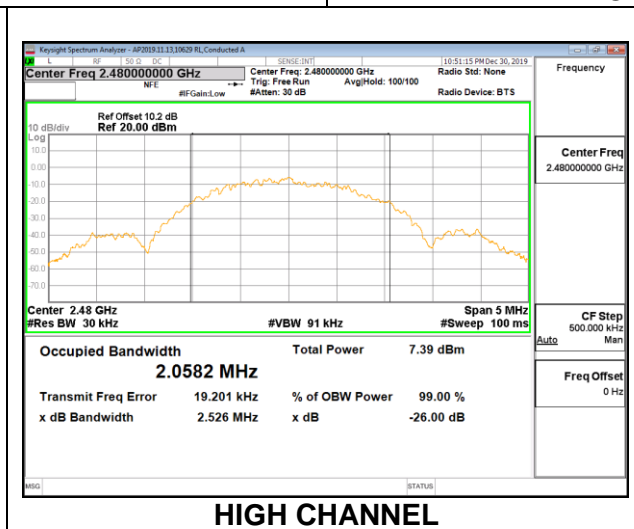 Keysight Spectrum Analyzer - AP2019.11.13,10629 RL,Conducted A
L RF 50 Ω DC SENSE:INT 10:51:15 PM Dec 30, 2019
Center Freq 2.480000000 GHz
Center Freq: 2.480000000 GHz Radio Std: None
NFE Trig: Free Run Avg|Hold: 100/100
#IFGain:Low #Atten: 30 dB Radio Device: BTS
Frequency
Ref Offset 10.2 dB
10 dB/div Ref 20.00 dBm
Log
10.0
0.00
-10.0
-20.0
-30.0
-40.0
-50.0
-60.0
-70.0
Center Freq
2.480000000 GHz
Center 2.48 GHz Span 5 MHz
#Res BW 30 kHz #VBW 91 kHz #Sweep 100 ms
CF Step
500.000 kHz
Auto Man
Occupied Bandwidth Total Power 7.39 dBm
2.0582 MHz
Transmit Freq Error 19.201 kHz % of OBW Power 99.00 %
x dB Bandwidth 2.526 MHz x dB -26.00 dB
Freq Offset
0 Hz
MSG STATUS
HIGH CHANNEL